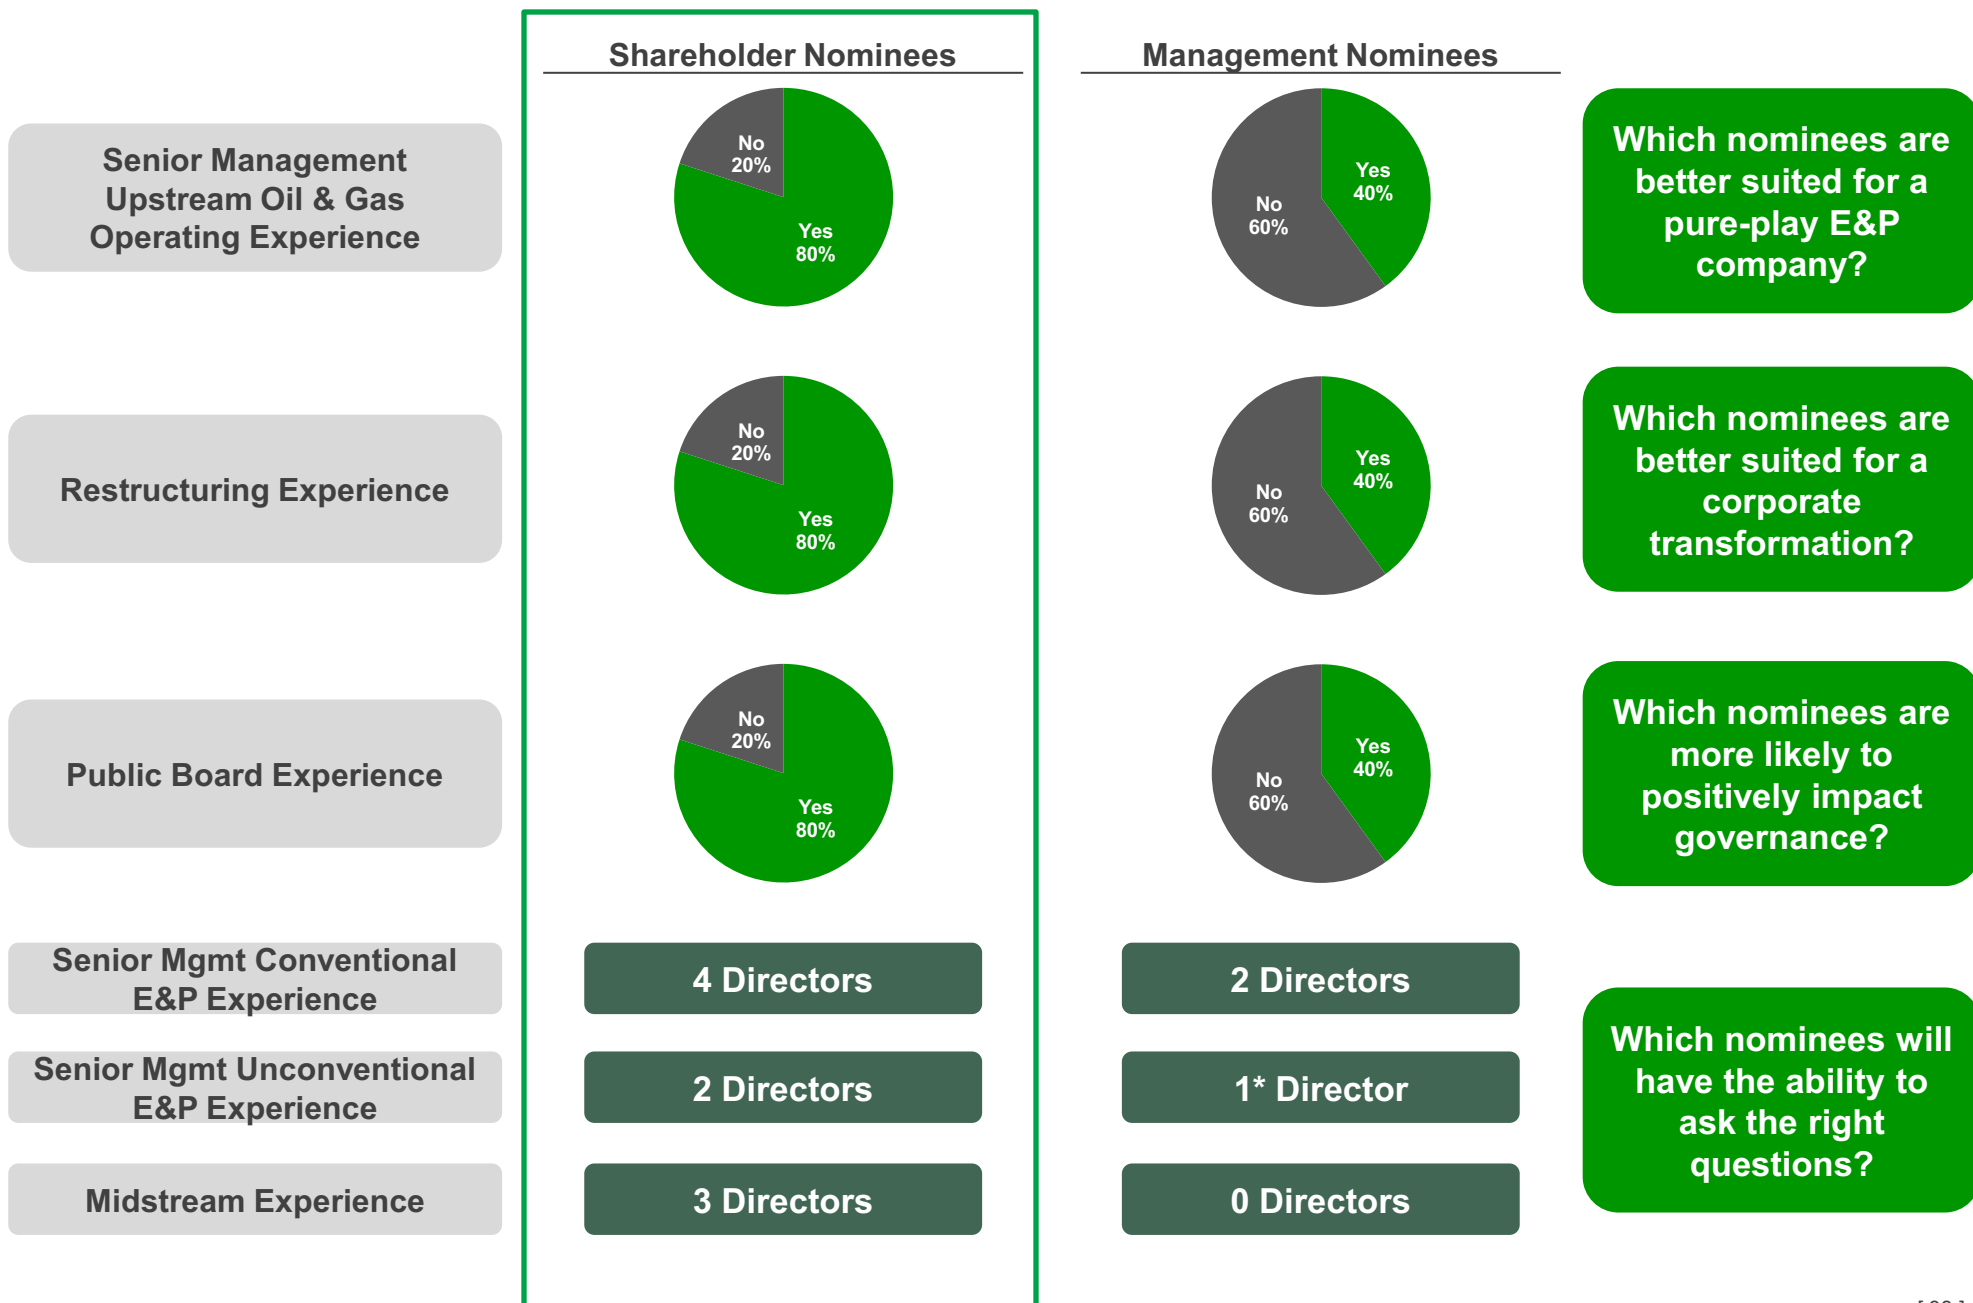 Shareholder Nominees
Management Nominees
Senior Management
Upstream Oil & Gas
Operating Experience
No
20%
Yes
80%
Yes
40%
No
60%
Which nominees are
better suited for a
pure-play E&P
company?
Restructuring Experience
No
20%
Yes
80%
Yes
40%
No
60%
Which nominees are
better suited for a
corporate
transformation?
Public Board Experience
No
20%
Yes
80%
Yes
40%
No
60%
Which nominees are
more likely to
positively impact
governance?
Senior Mgmt Conventional
E&P Experience
4 Directors
2 Directors
Senior Mgmt Unconventional
E&P Experience
2 Directors
1* Director
Midstream Experience
3 Directors
0 Directors
Which nominees will
have the ability to
ask the right
questions?